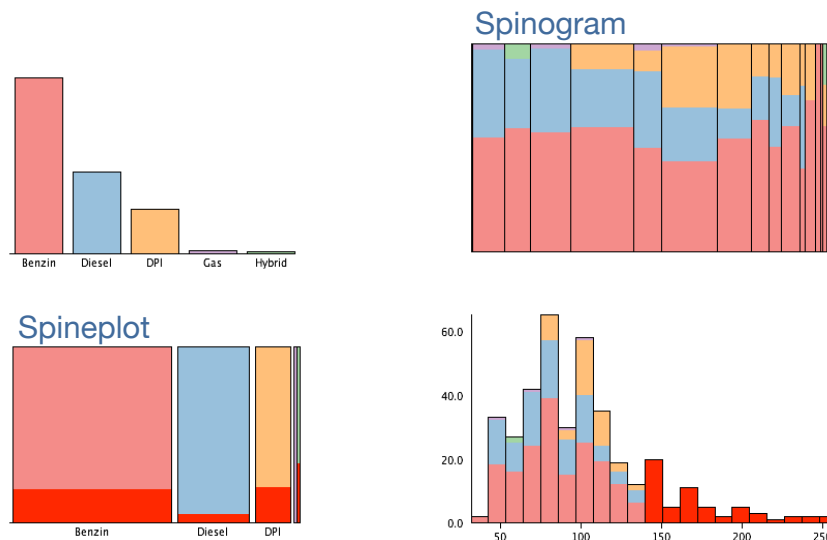 Spinogram
Benzin Diesel DPI Gas Hybrid
Spineplot
60.0
40.0
20.0
0.0
Benzin Diesel DPI
50 100 150 200 250